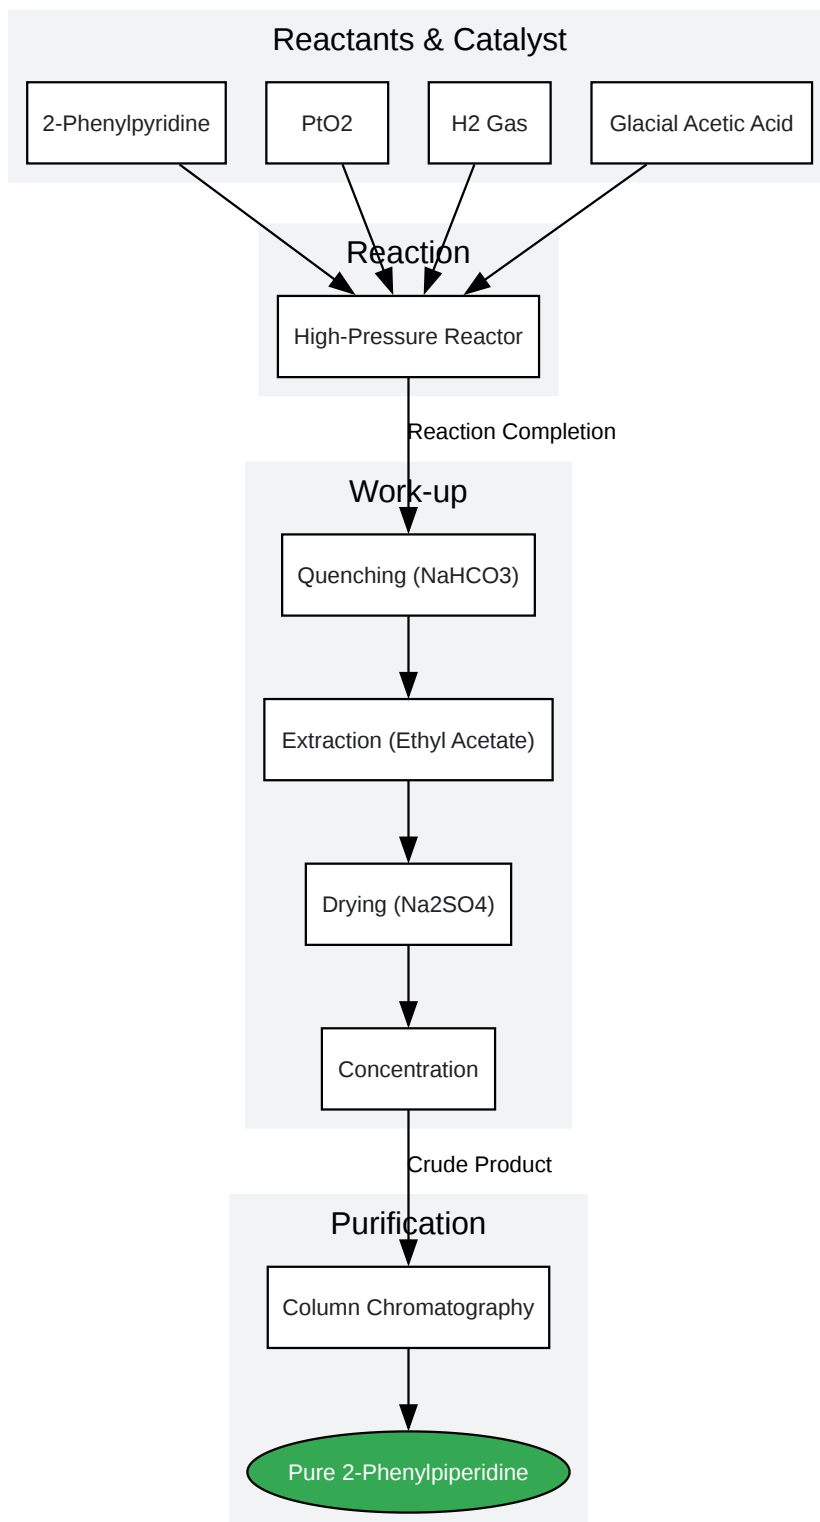 Reactants & Catalyst
2-Phenylpyridine
PtO2
H2 Gas
Glacial Acetic Acid
Reaction
High-Pressure Reactor
Reaction Completion
Work-up
Quenching (NaHCO3)
Extraction (Ethyl Acetate)
Drying (Na2SO4)
Concentration
Crude Product
Purification
Column Chromatography
Pure 2-Phenylpiperidine